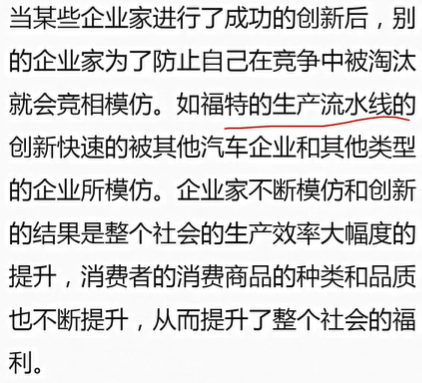 当某些企业家进行了成功的创新后，别
的企业家为了防止自己在竞争中被淘汰
就会竞相模仿。如福特的生产流水线的
创新快速的被其他汽车企业和其他类型
的企业所模仿。企业家不断模仿和创新
的结果是整个社会的生产效率大幅度的
提升，消费者的消费商品的种类和品质
也不断提升，从而提升了整个社会的福
利。